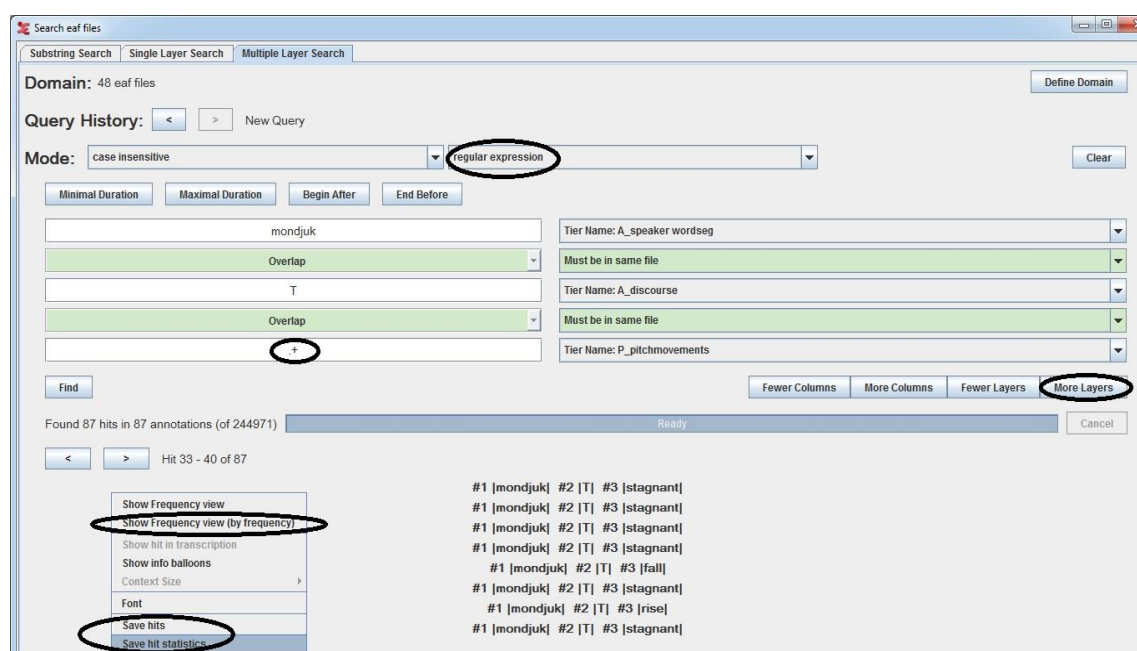 Search eaf files
Substring Search Single Layer Search Multiple Layer Search
Domain: 48 eaf files Define Domain
Query History: < > New Query
Mode: case insensitive regular expression Clear
Minimal Duration Maximal Duration Begin After End Before
mondjuk Tier Name: A_speaker wordseg
Overlap Must be in same file
T Tier Name: A_discourse
Overlap Must be in same file
.+ Tier Name: P_pitchmovements
Find Fewer Columns More Columns Fewer Layers More Layers
Found 87 hits in 87 annotations (of 244971) Ready Cancel
< > Hit 33 - 40 of 87
#1 |mondjuk| #2 |T| #3 |stagnant|
Show Frequency view #1 |mondjuk| #2 |T| #3 |stagnant|
Show Frequency view (by frequency) #1 |mondjuk| #2 |T| #3 |stagnant|
Show hit in transcription #1 |mondjuk| #2 |T| #3 |stagnant|
Show info balloons #1 |mondjuk| #2 |T| #3 |fall|
Context Size #1 |mondjuk| #2 |T| #3 |stagnant|
Font #1 |mondjuk| #2 |T| #3 |rise|
Save hits #1 |mondjuk| #2 |T| #3 |stagnant|
Save hit statistics